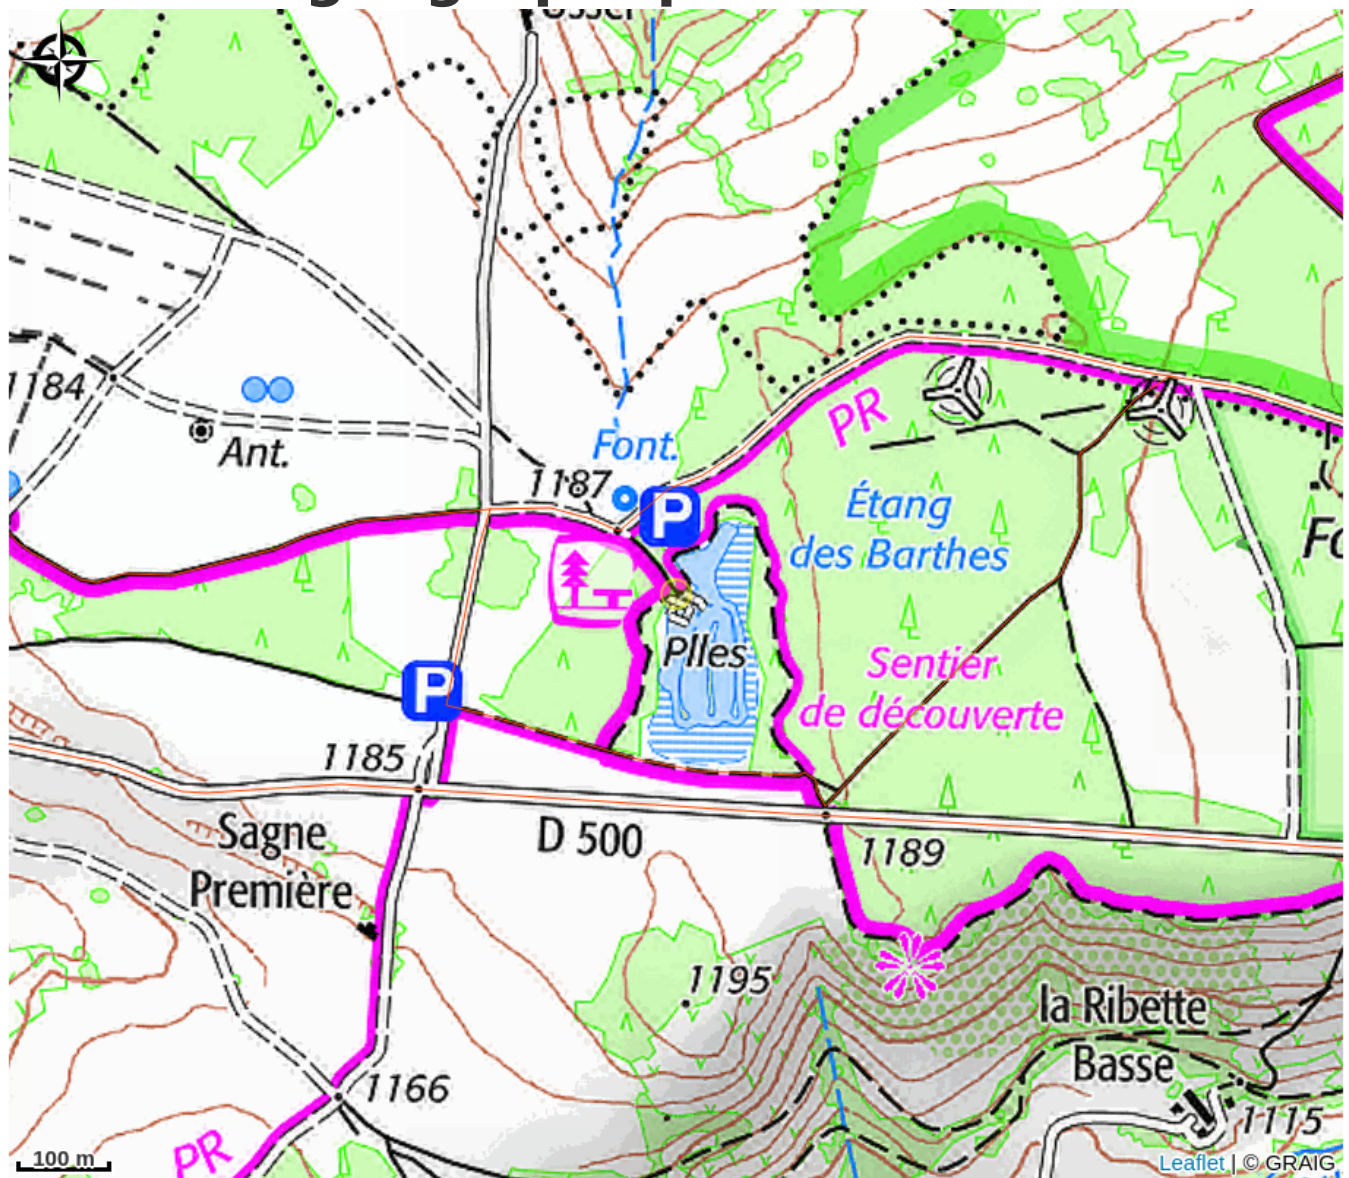 1184
Ant.
Font.
1187
P
PR
Étang
des Barthes
Plles
Sentier
de découverte
P
1185
Sagne
Première
D 500
1189
1195
la Ribette
Basse
1166
1115
PR
100 m
Leaflet | © GRAIG